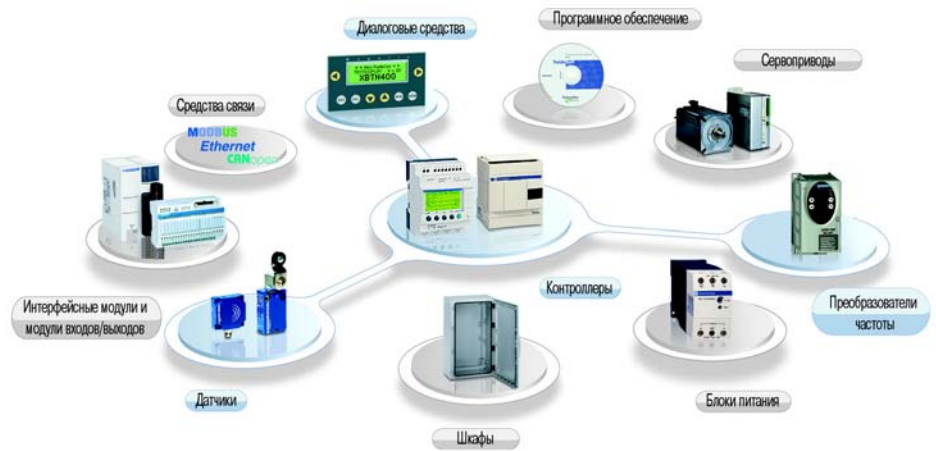 Программное обеспечение
Диалоговые средства
Сервоприводы
XBTN400
Средства связи
MODBUS
Ethernet
CANopen
Контроллеры
Интерфейсные модули и
модули входов/выходов
Преобразователи
частоты
Датчики
Блоки питания
Шкафы